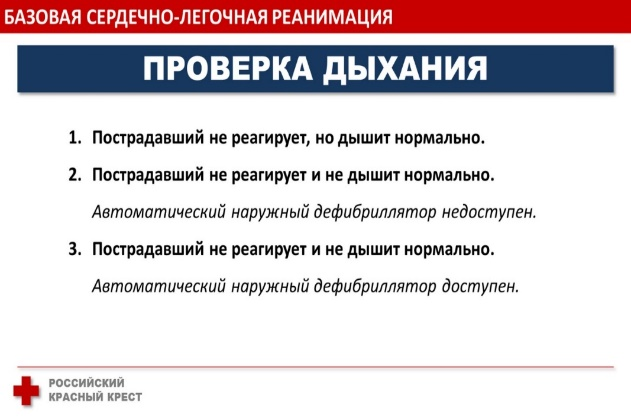 БАЗОВАЯ СЕРДЕЧНО-ЛЕГОЧНАЯ РЕАНИМАЦИЯ
ПРОВЕРКА ДЫХАНИЯ
1. Пострадавший не реагирует, но дышит нормально.
2. Пострадавший не реагирует и не дышит нормально.
Автоматический наружный дефибриллятор недоступен.
3. Пострадавший не реагирует и не дышит нормально.
Автоматический наружный дефибриллятор доступен.
РОССИЙСКИЙ
КРАСНЫЙ КРЕСТ